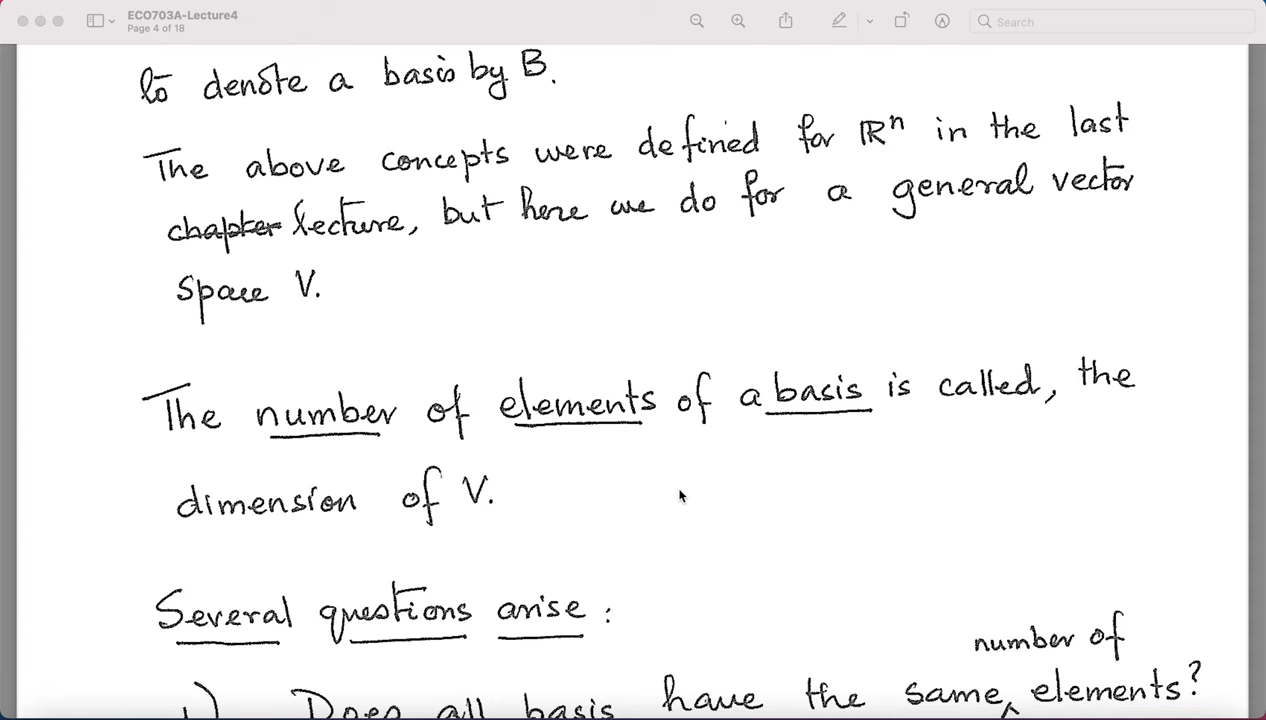 ECO703A-Lecture4
Page 4 of 18
Search
to denote a basis by B.
The above concepts were defined for ℝⁿ in the last
chapter lecture, but here we do for a general vector
space V.
The number of elements of a basis is called, the
dimension of V.
Several questions arise :
number of
1) Does all basis have the same elements?